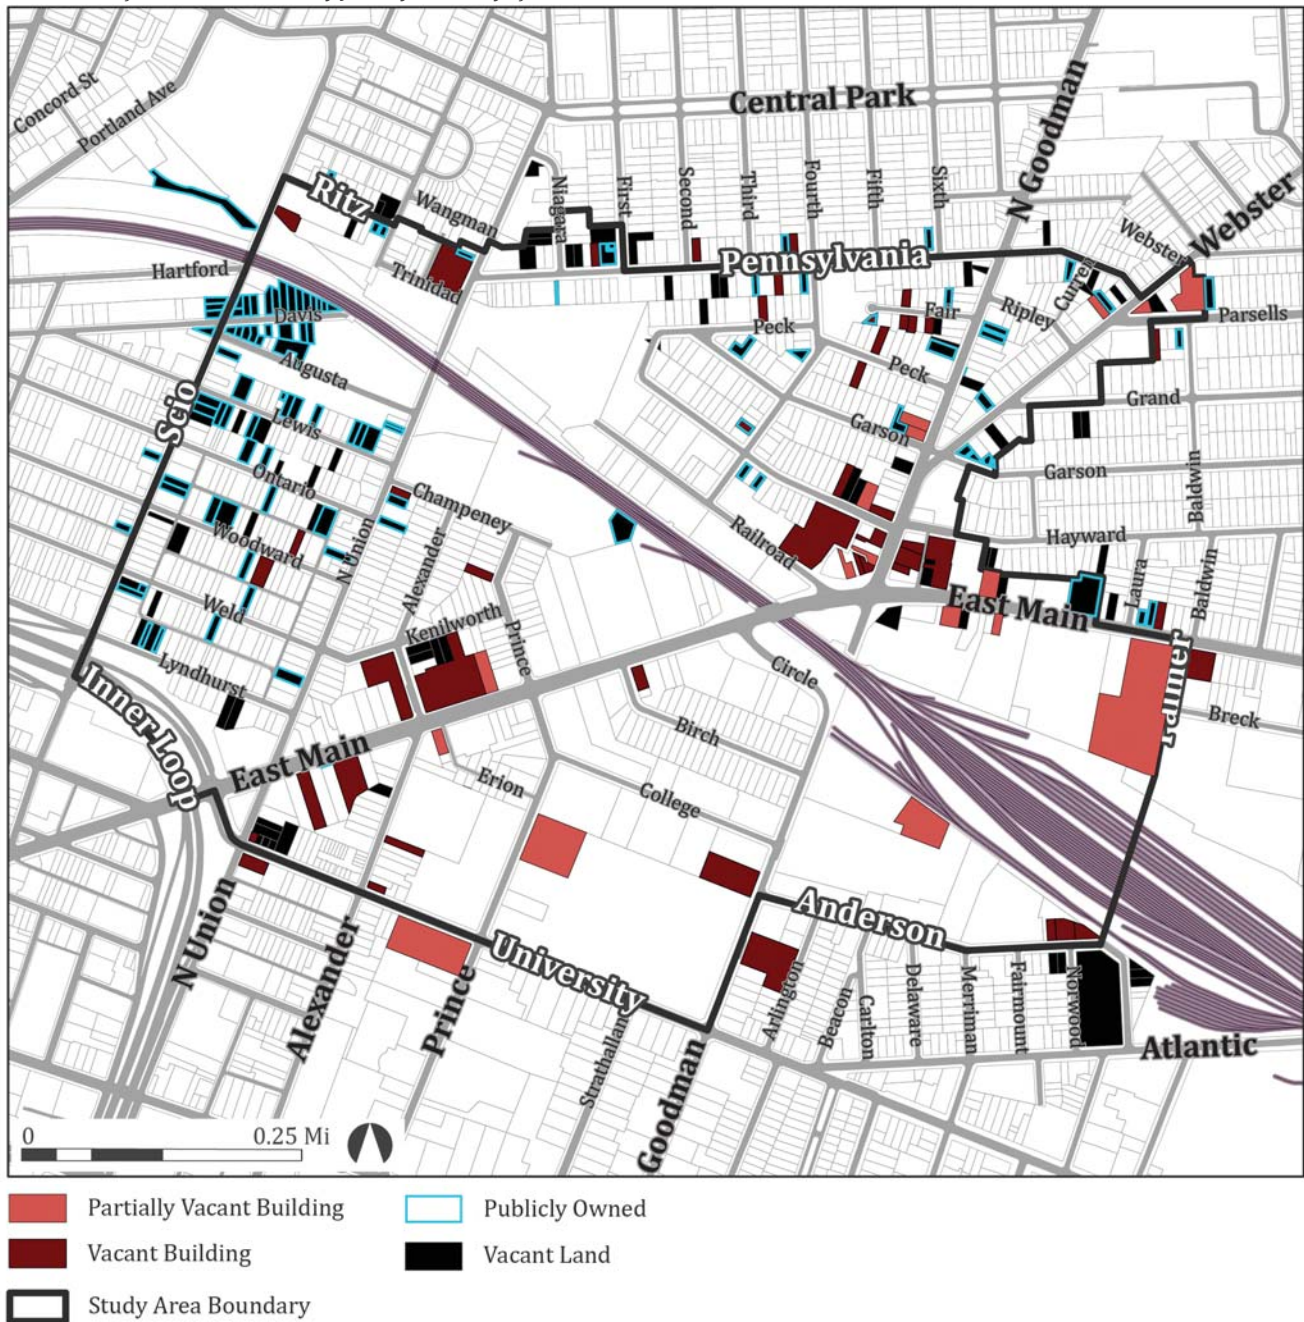 Central Park
Concord St
Portland Ave
N Goodman
Ritz
Wangman
Niagara
First
Second
Third
Fourth
Fifth
Sixth
Webster
Webster
Pennsylvania
Hartford
Trinidad
Curren
Davis
Peck
Fair
Ripley
Parsells
Augusta
Peck
Scio
Lewis
Grand
Garson
Ontario
Garson
Baldwin
Champeney
Woodward
N Union
Railroad
Hayward
Alexander
Weld
Kenilworth
Prince
East Main
Laura
Baldwin
Lyndhurst
Circle
Palmer
Inner Loop
Birch
Breck
East Main
Erion
College
N Union
Anderson
University
Alexander
Prince
Arlington
Beacon
Carlton
Delaware
Merriman
Fairmount
Norwood
Strathallan
Goodman
Atlantic
0 0.25 Mi
Partially Vacant Building
Publicly Owned
Vacant Building
Vacant Land
Study Area Boundary